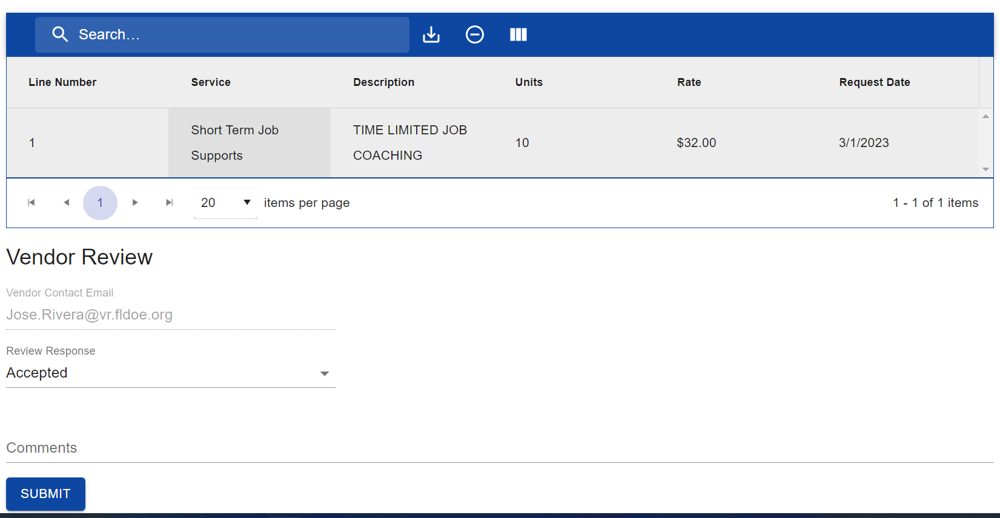 Search...
Line Number Service Description Units Rate Request Date
Short Term Job TIME LIMITED JOB
1 10 $32.00 3/1/2023
Supports COACHING
1 20 items per page 1 - 1 of 1 items
Vendor Review
Vendor Contact Email
Jose.Rivera@vr.fldoe.org
Review Response
Accepted
Comments
SUBMIT